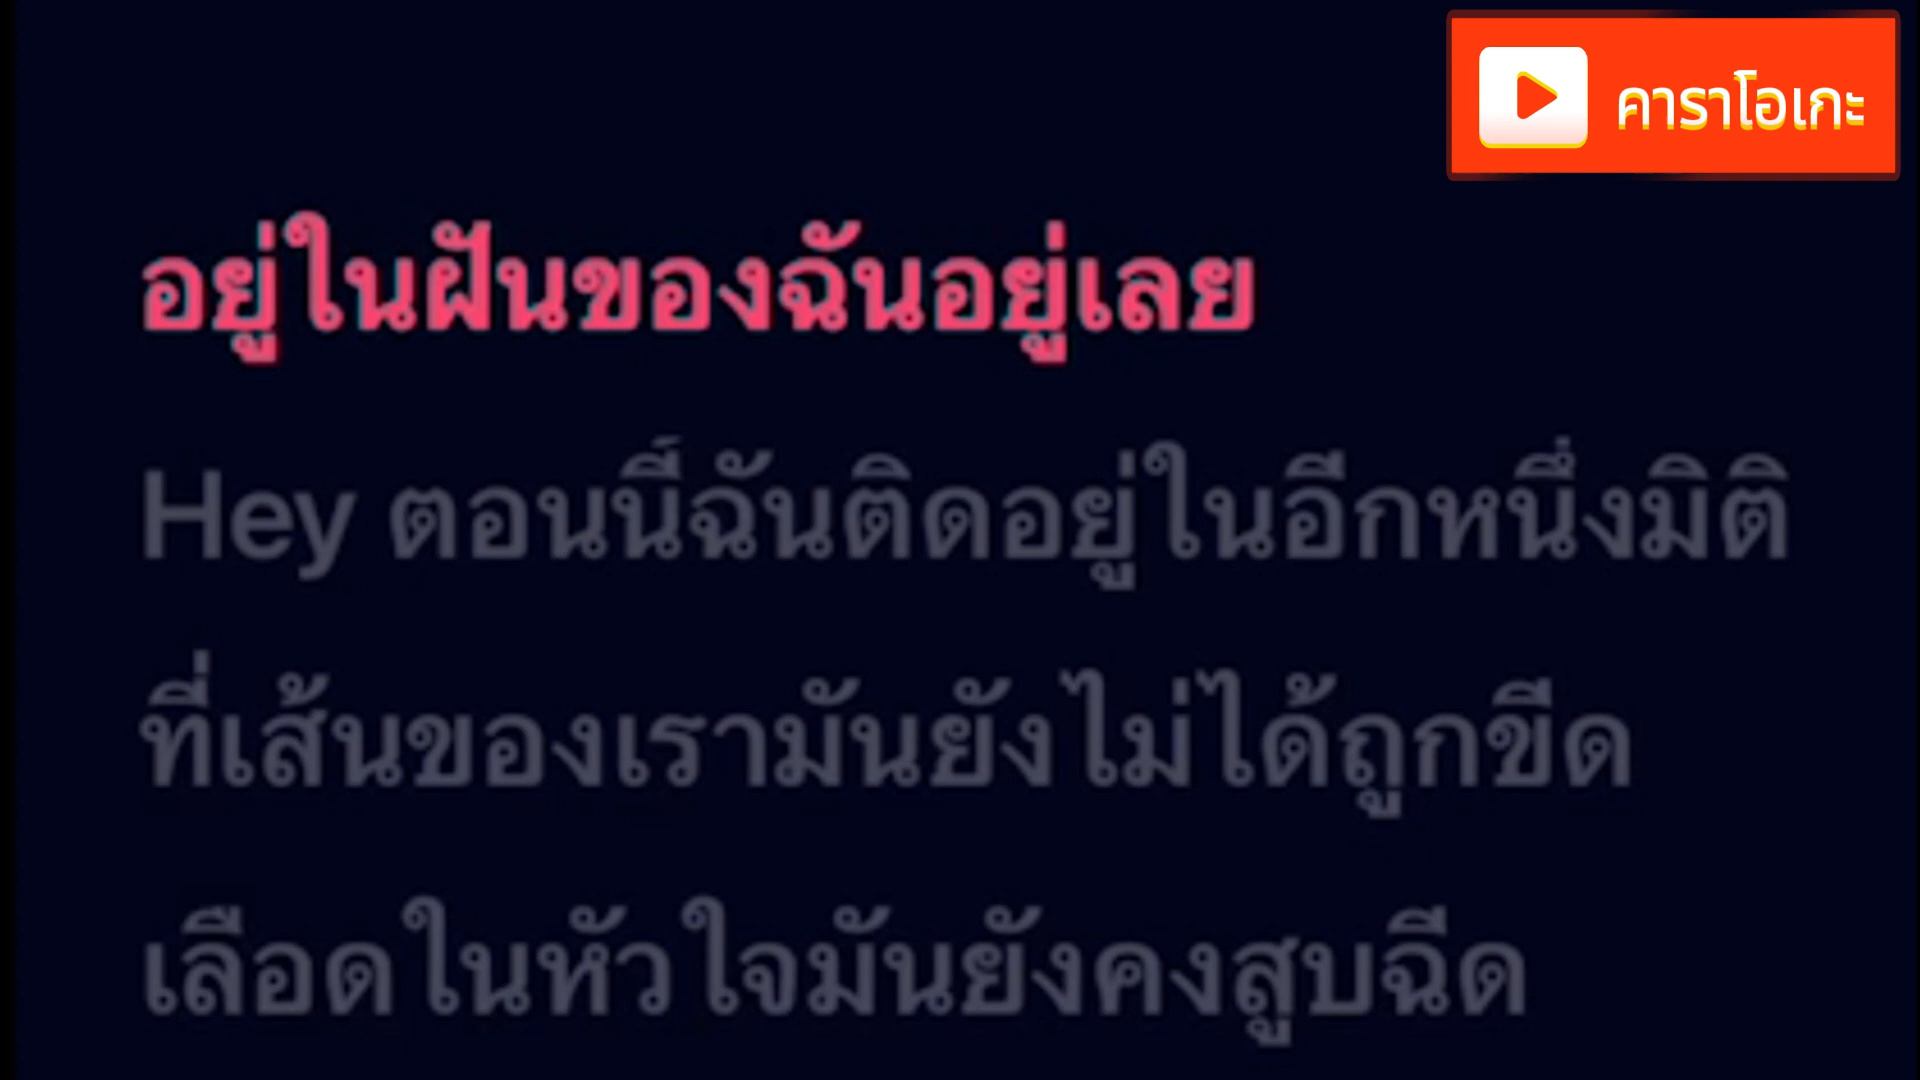 คาราโอเกะ
อยู่ในฝันของฉันอยู่เลย
Hey ตอนนี้ฉันติดอยู่ในอีกหนึ่งมิติ
ที่เส้นของเรามันยังไม่ได้ถูกขีด
เลือดในหัวใจมันยังคงสูบฉีด